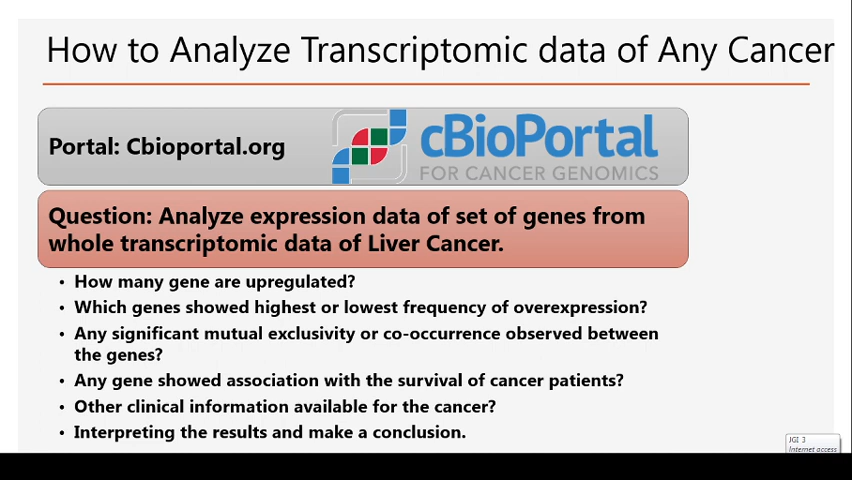 How to Analyze Transcriptomic data of Any Cancer
Portal: Cbioportal.org
cBioPortal
FOR CANCER GENOMICS
Question: Analyze expression data of set of genes from
whole transcriptomic data of Liver Cancer.
• How many gene are upregulated?
• Which genes showed highest or lowest frequency of overexpression?
• Any significant mutual exclusivity or co-occurrence observed between
the genes?
• Any gene showed association with the survival of cancer patients?
• Other clinical information available for the cancer?
• Interpreting the results and make a conclusion.
JGI 3
Internet access